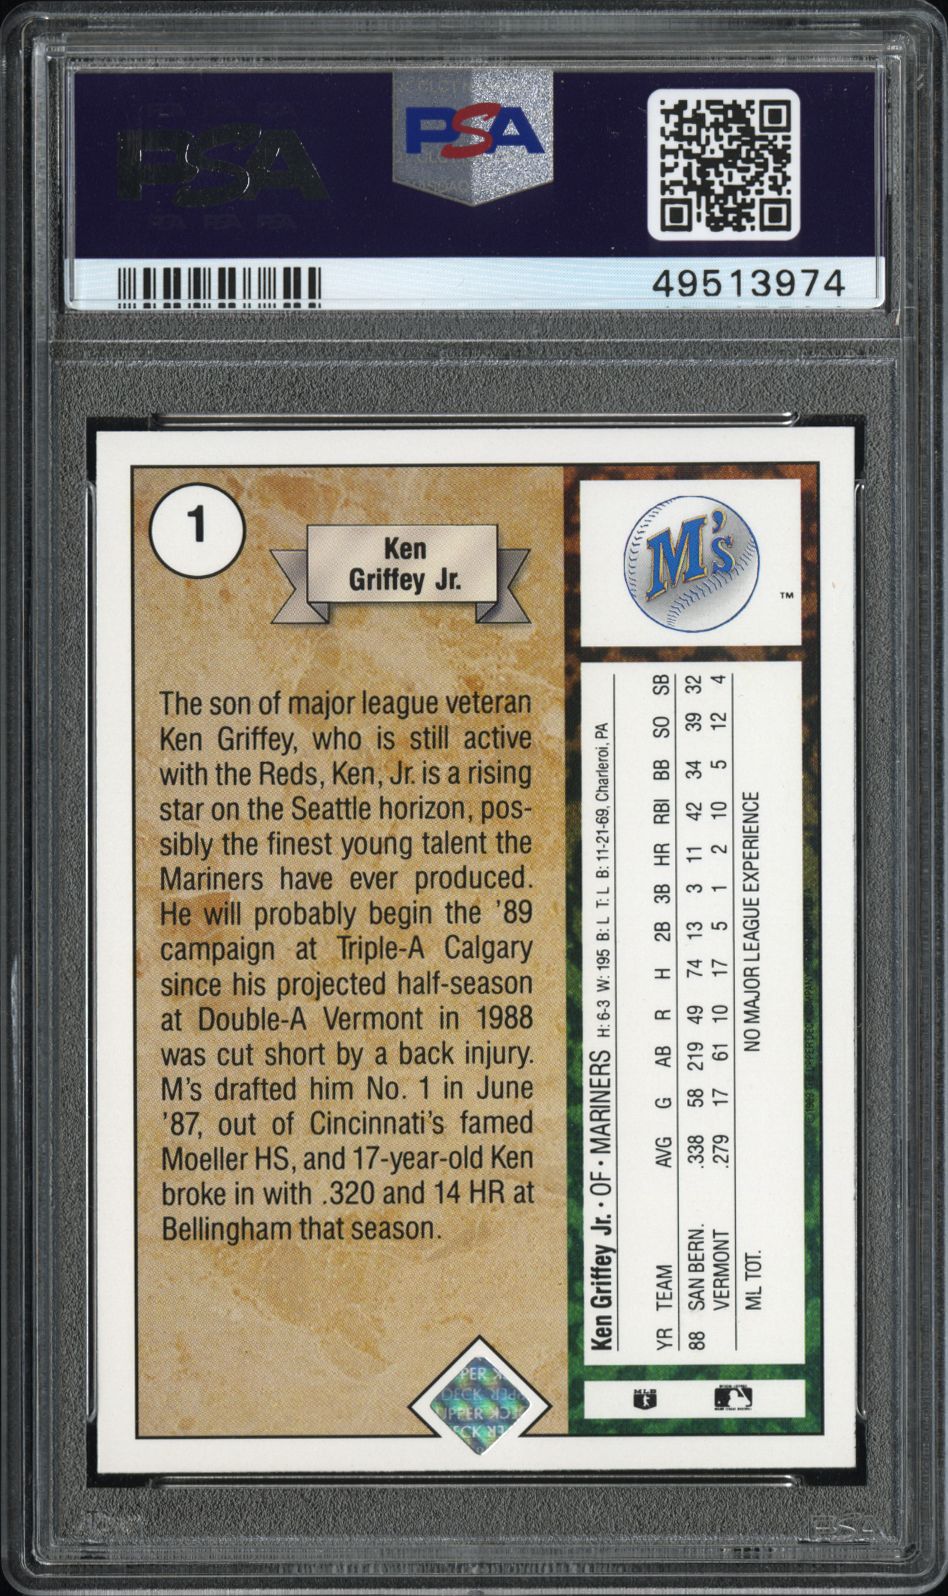 PSA
PSA
49513974
1
Ken
Griffey Jr.
M's
TM
The son of major league veteran
Ken Griffey, who is still active
with the Reds, Ken, Jr. is a rising
star on the Seattle horizon, pos-
sibly the finest young talent the
Mariners have ever produced.
He will probably begin the '89
campaign at Triple-A Calgary
since his projected half-season
at Double-A Vermont in 1988
was cut short by a back injury.
M's drafted him No. 1 in June
'87, out of Cincinnati's famed
Moeller HS, and 17-year-old Ken
broke in with .320 and 14 HR at
Bellingham that season.
Ken Griffey Jr. · OF · MARINERS H: 6-3 W: 195 B: L T: L B: 11-21-69, Charleroi, PA
YR TEAM AVG G AB R H 2B 3B HR RBI BB SO SB
88 SAN BERN. .338 58 219 49 74 13 3 11 42 34 39 32
VERMONT .279 17 61 10 17 5 1 2 10 5 12 4
ML TOT. NO MAJOR LEAGUE EXPERIENCE
UPPER
DECK
PSA